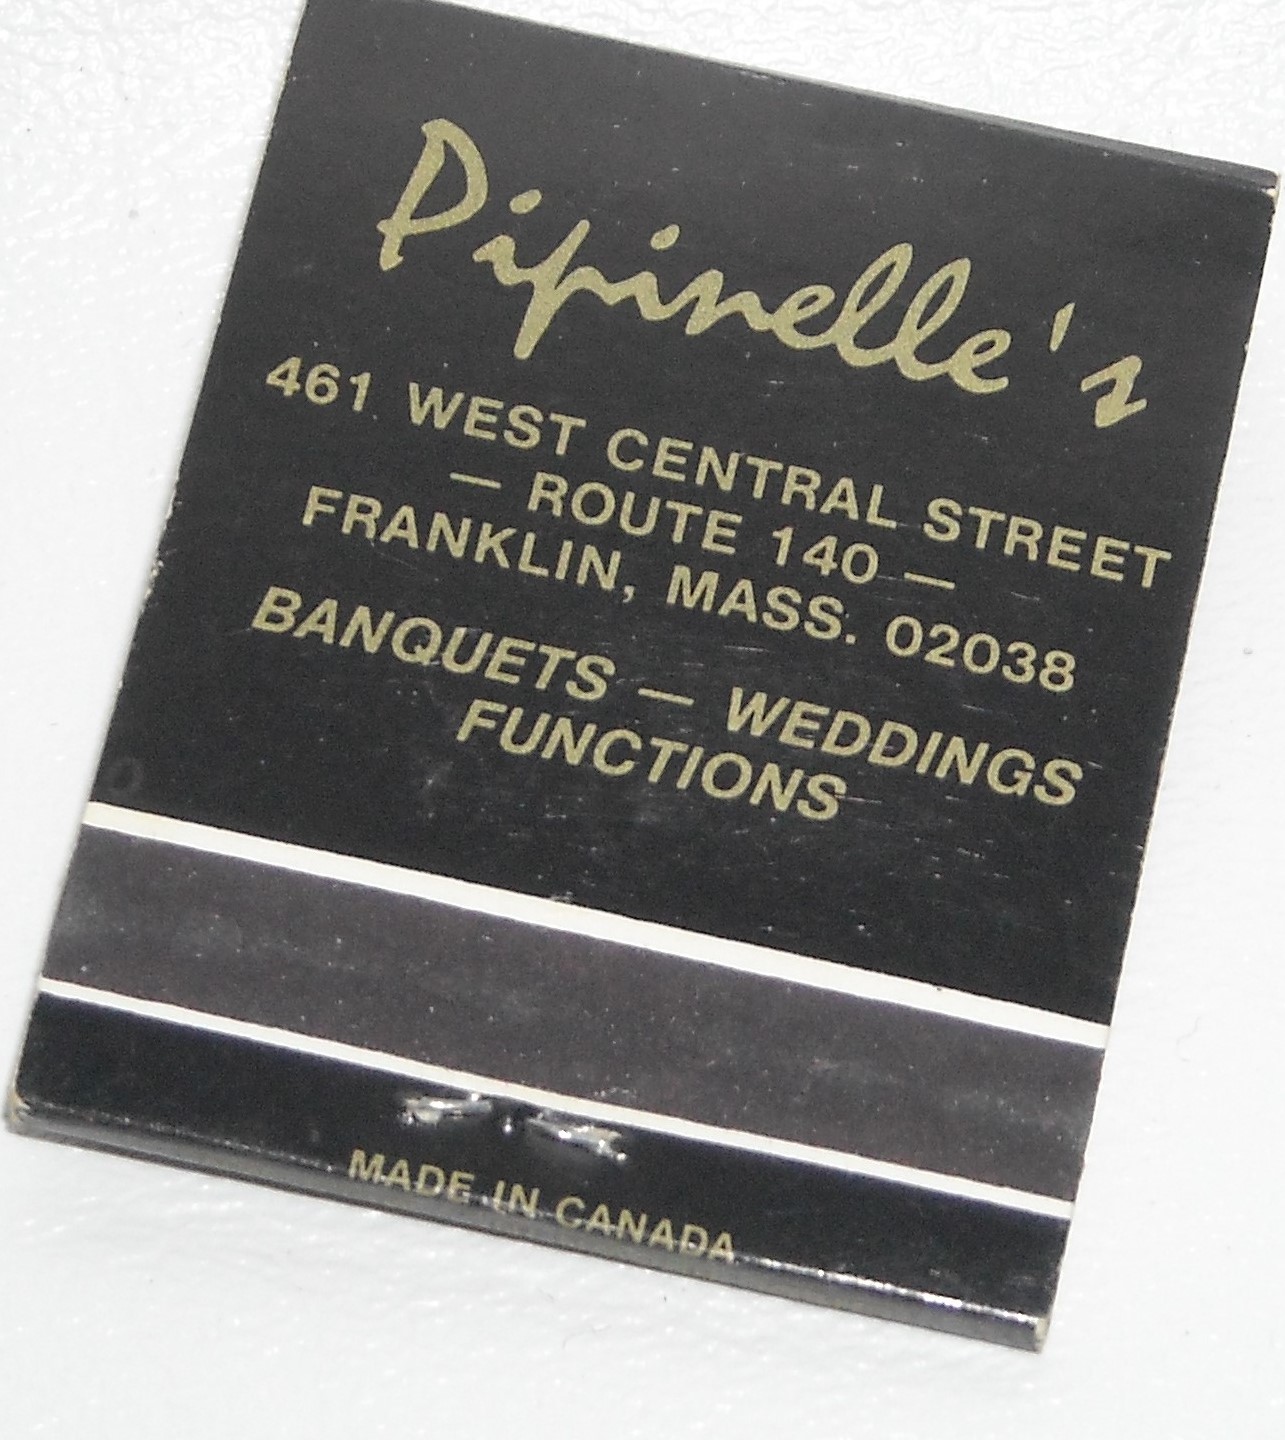 Pipinelle's
461 WEST CENTRAL STREET
— ROUTE 140 —
FRANKLIN, MASS. 02038
BANQUETS — WEDDINGS
FUNCTIONS
MADE IN CANADA